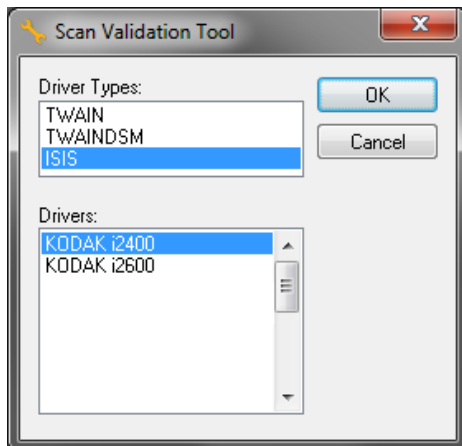 Scan Validation Tool
Driver Types:
TWAIN
TWAINDSM
ISIS
OK
Cancel
Drivers:
KODAK i2400
KODAK i2600